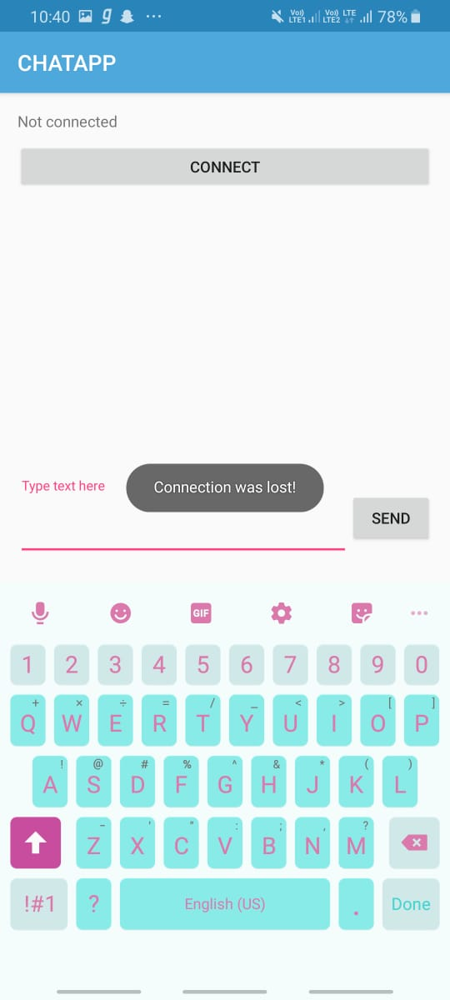 10:40 g ... Vo)) LTE1 Vo)) LTE2 LTE 78%
CHATAPP
Not connected
CONNECT
Type text here
Connection was lost!
SEND
GIF
1 2 3 4 5 6 7 8 9 0
+ × ÷ = / _ < > [ ]
Q W E R T Y U I O P
! @ # % ^ & * ( )
A S D F G H J K L
- ' " : ; , ?
Z X C V B N M
!#1 ? English (US) . Done